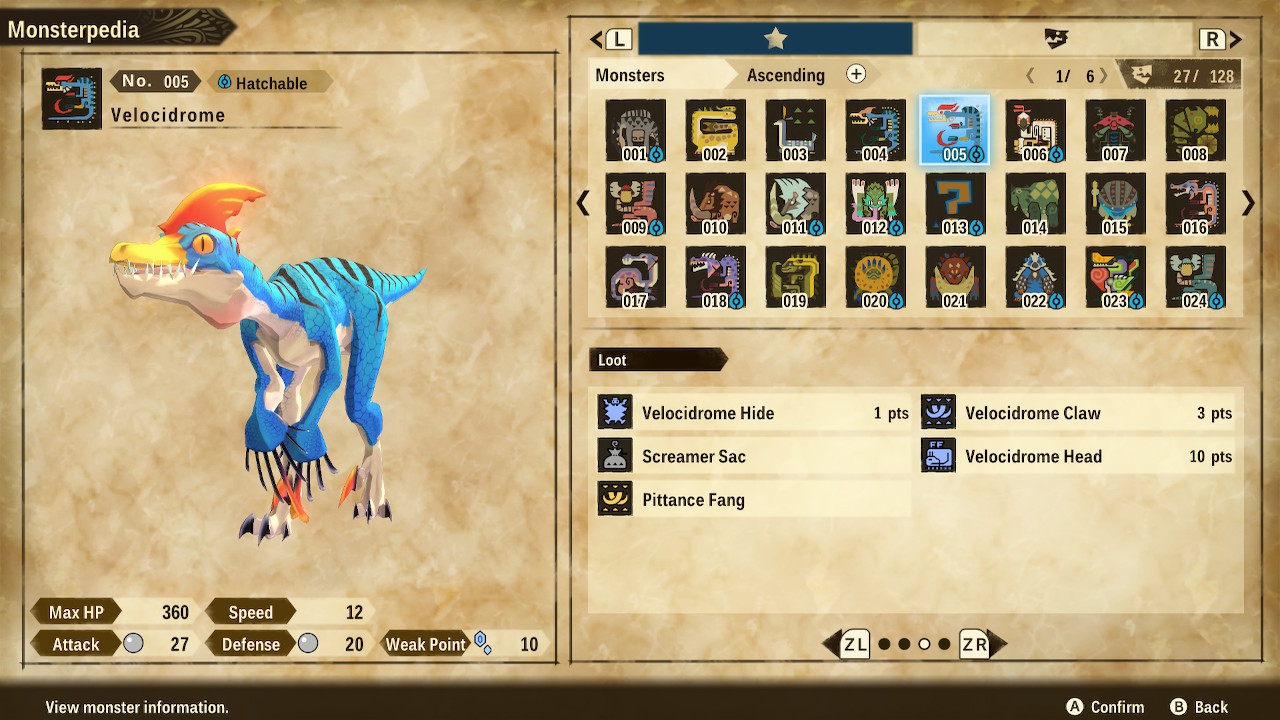 Monsterpedia
No. 005
Hatchable
Velocidrome
Max HP 360
Speed 12
Attack 27
Defense 20
Weak Point 10
L
R
Monsters
Ascending
1/ 6
27/ 128
001 002 003 004 005 006 007 008
009 010 011 012 013 014 015 016
017 018 019 020 021 022 023 024
Loot
Velocidrome Hide 1 pts
Velocidrome Claw 3 pts
Screamer Sac
Velocidrome Head 10 pts
Pittance Fang
ZL ZR
View monster information.
A Confirm B Back